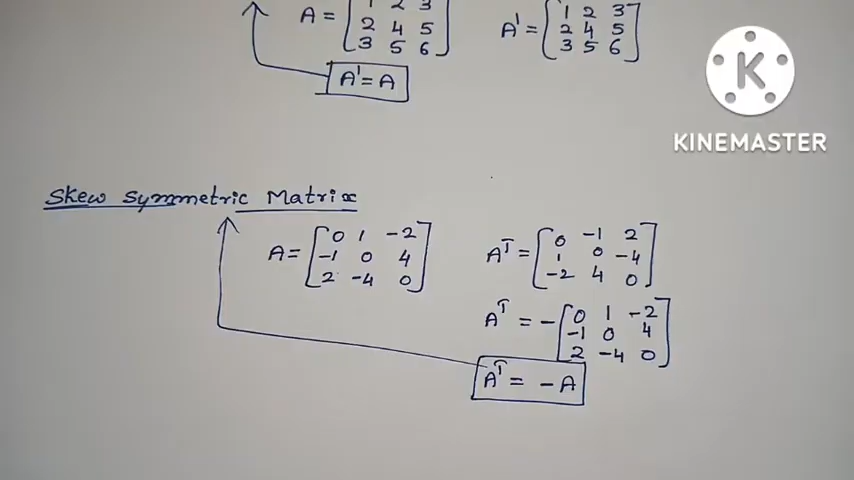 A = [1 2 3
2 4 5
3 5 6]
A' = [1 2 3
2 4 5
3 5 6]
A' = A
KINEMASTER
Skew Symmetric Matrix
A = [0 1 -2
-1 0 4
2 -4 0]
Aᵀ = [0 -1 2
1 0 -4
-2 4 0]
Aᵀ = -[0 1 -2
-1 0 4
2 -4 0]
Aᵀ = -A